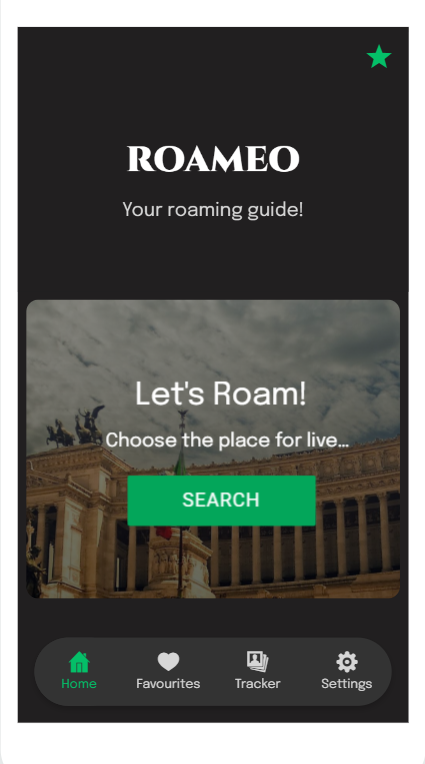 ROAMEO
Your roaming guide!
Let's Roam!
Choose the place for live...
SEARCH
Home Favourites Tracker Settings